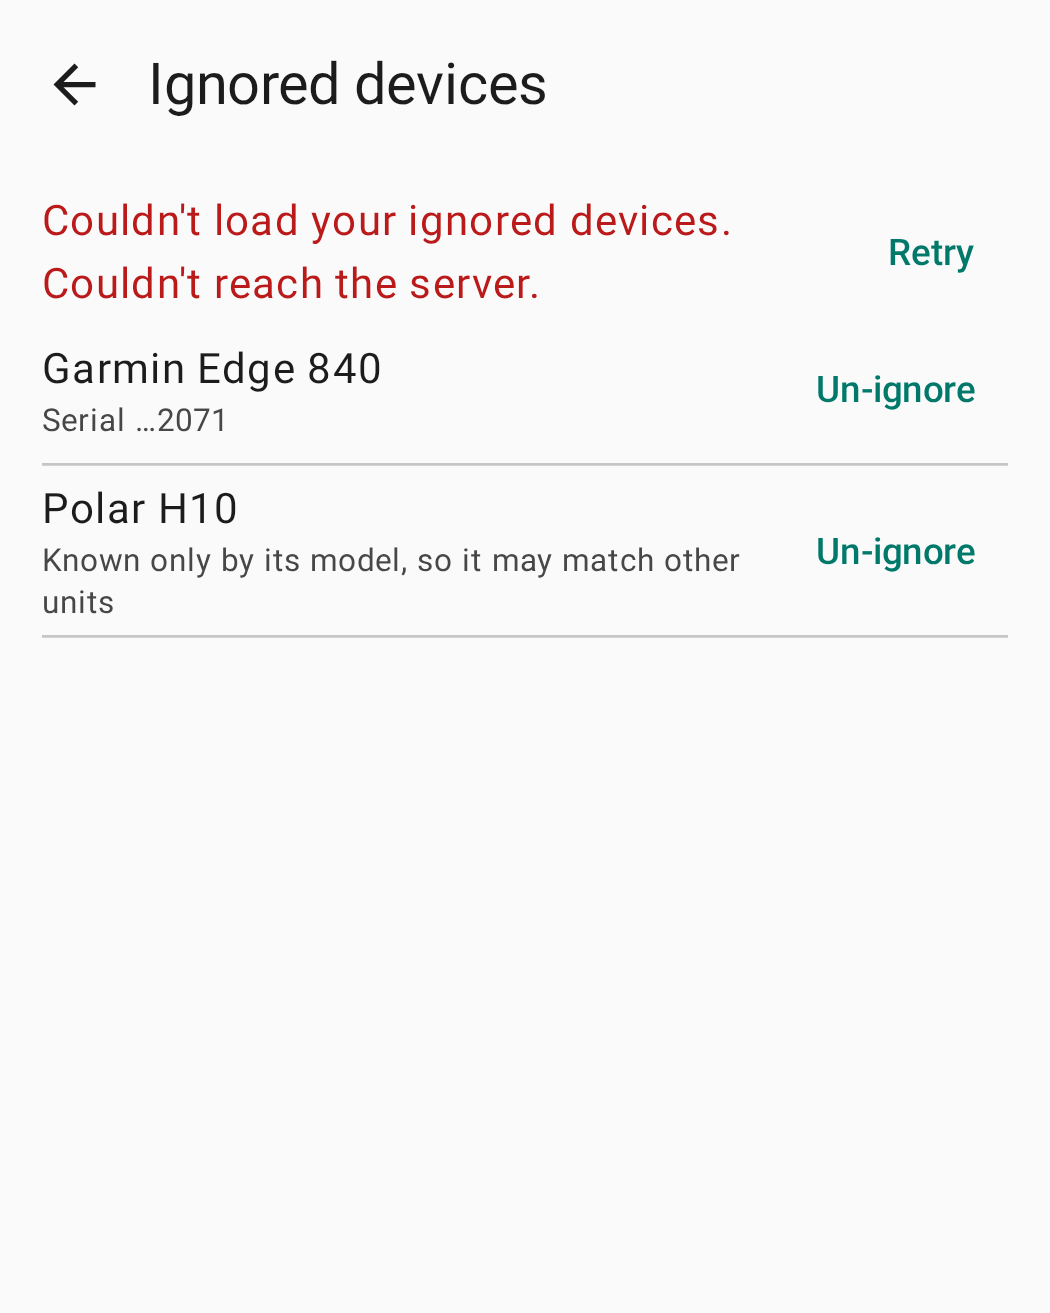 Ignored devices
Couldn't load your ignored devices.
Couldn't reach the server.
Retry
Garmin Edge 840
Serial …2071
Un-ignore
Polar H10
Known only by its model, so it may match other
units
Un-ignore